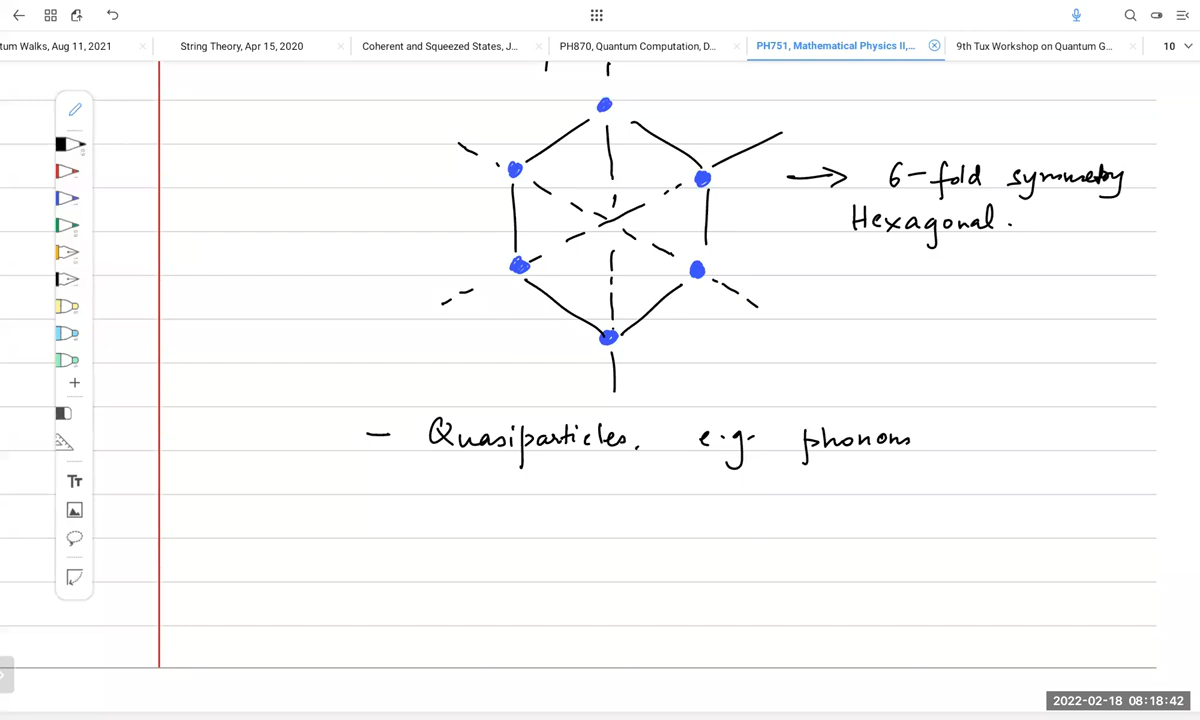 tum Walks, Aug 11, 2021
String Theory, Apr 15, 2020
Coherent and Squeezed States, J...
PH870, Quantum Computation, D...
PH751, Mathematical Physics II,...
9th Tux Workshop on Quantum G...
10
→ 6-fold symmetry
Hexagonal.
- Quasiparticles. e.g. phonons
Tт
2022-02-18 08:18:42